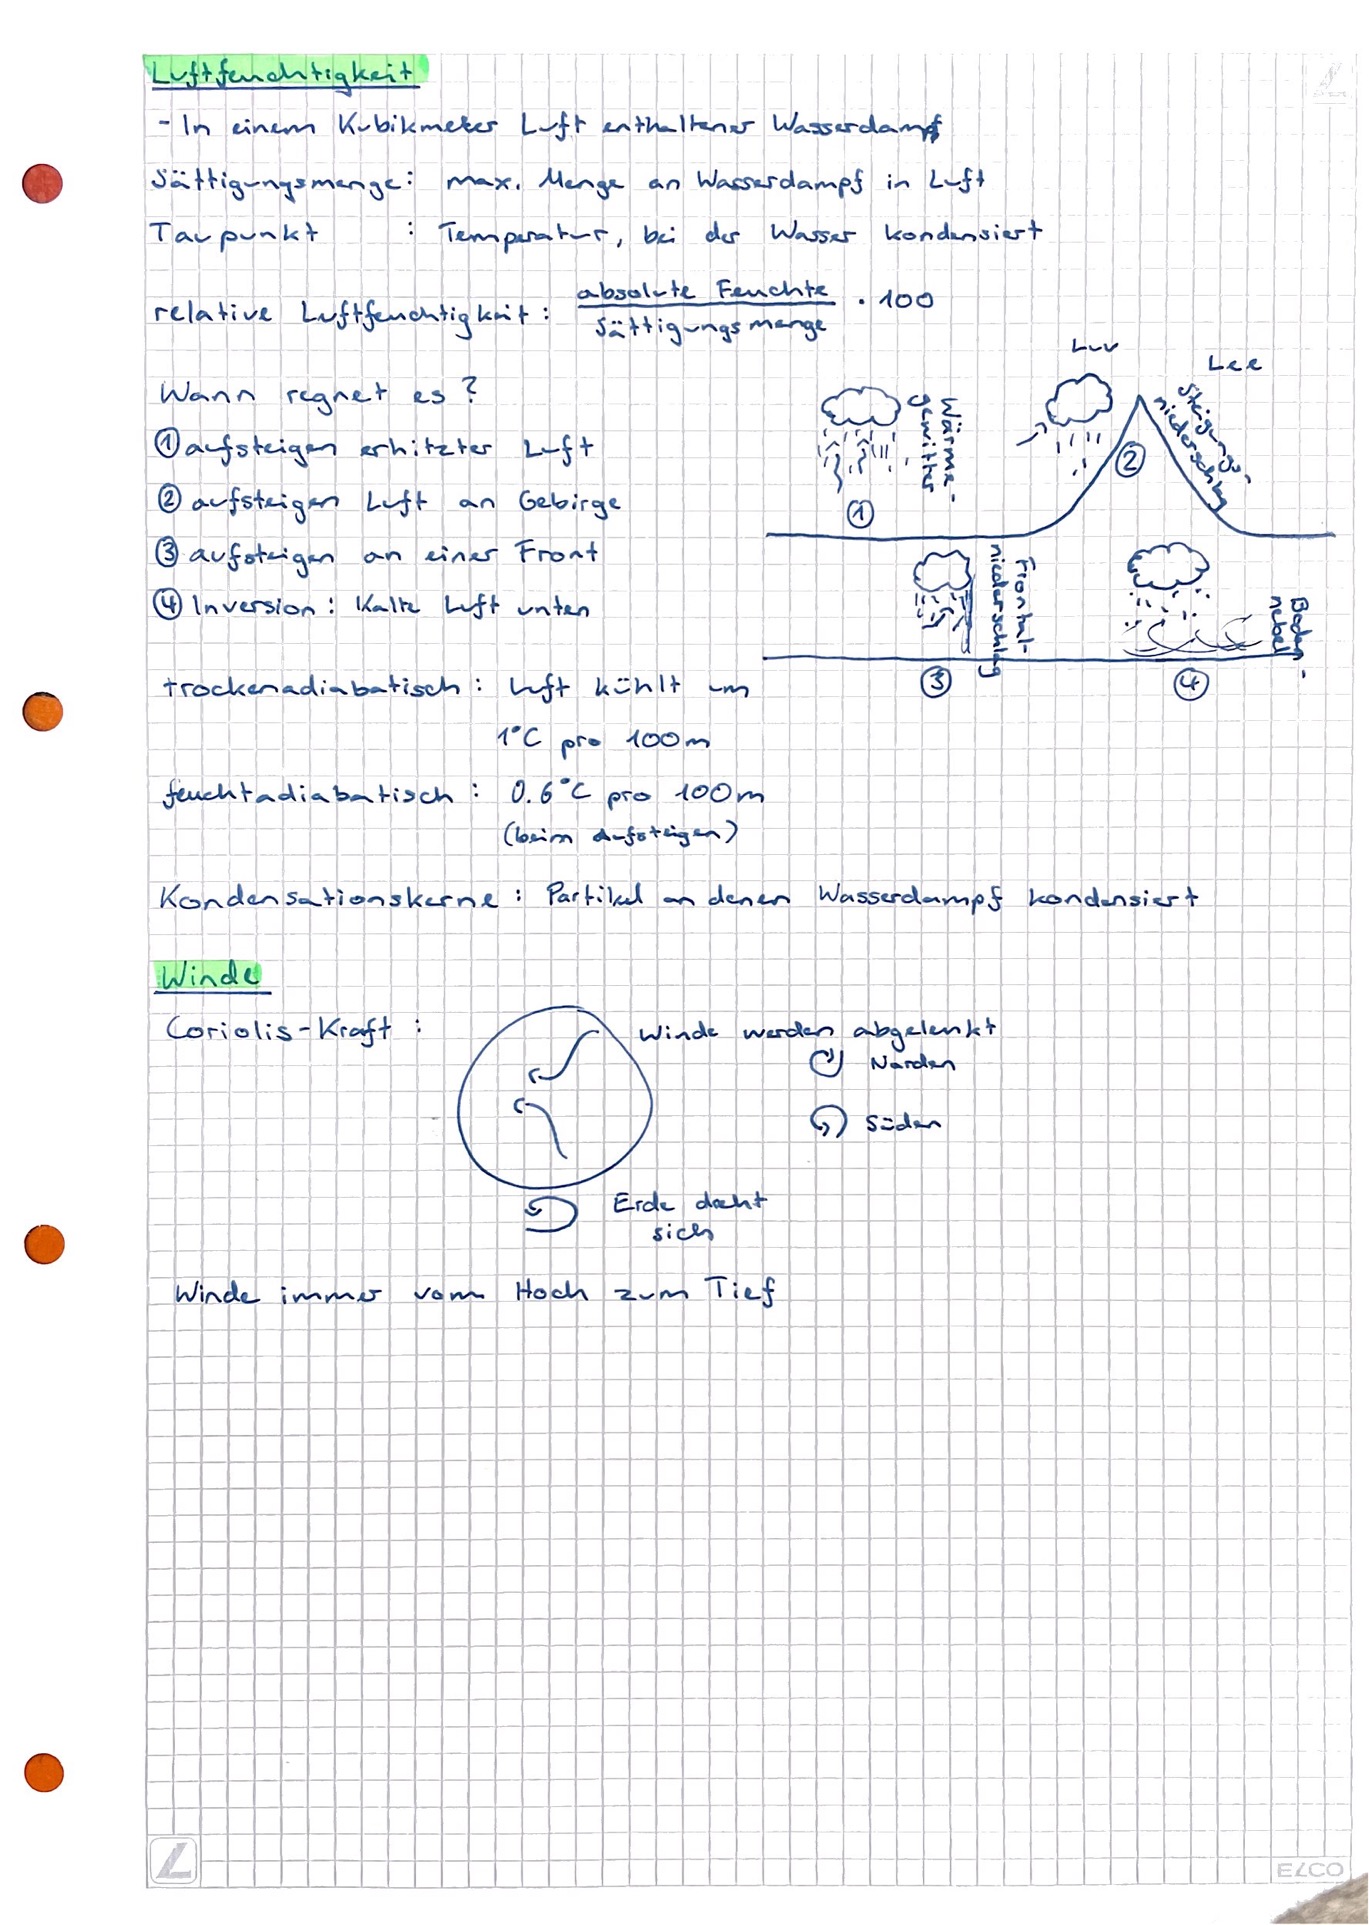 Luftfeuchtigkeit
- In einem Kubikmeter Luft enthaltener Wasserdampf
Sättigungsmenge: max. Menge an Wasserdampf in Luft
Taupunkt : Temperatur, bei der Wasser kondensiert
relative Luftfeuchtigkeit: absolute Feuchte / Sättigungsmenge · 100
Wann regnet es?
① aufsteigen erhitzter Luft
② aufsteigen Luft an Gebirge
③ aufsteigen an einer Front
④ Inversion: Kalte Luft unten
Luv
Lee
Wärme-
gewitter
①
Steigungs-
niederschlag
②
Frontal-
niederschlag
③
Boden-
nebel
④
trockenadiabatisch: Luft kühlt um
1°C pro 100m
feuchtadiabatisch: 0.6°C pro 100m
(beim Aufsteigen)
Kondensationskerne: Partikel an denen Wasserdampf kondensiert
Winde
Coriolis-Kraft:
Winde werden abgelenkt
Norden
Süden
Erde dreht
sich
Winde immer vom Hoch zum Tief
L
ELCO